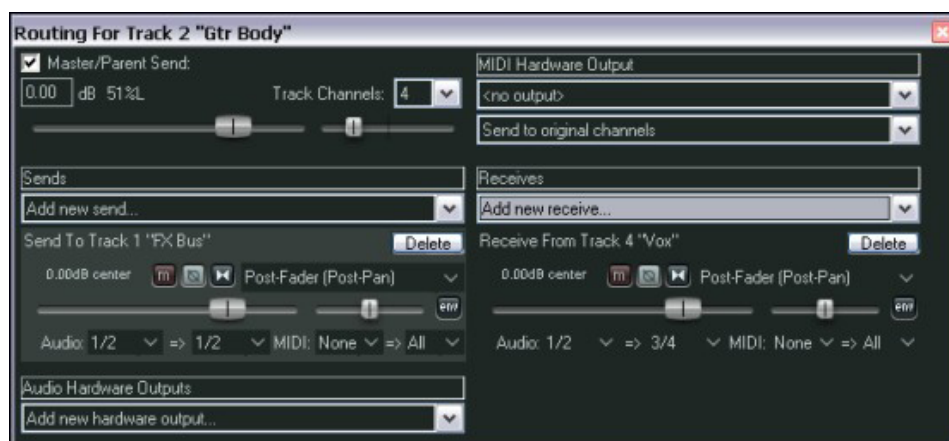 Routing For Track 2 "Gtr Body"
Master/Parent Send:
0.00 dB 51%L Track Channels: 4
MIDI Hardware Output
<no output>
Send to original channels
Sends
Add new send...
Send To Track 1 "FX Bus" Delete
0.00dB center m Post-Fader (Post-Pan)
env
Audio: 1/2 => 1/2 MIDI: None => All
Audio Hardware Outputs
Add new hardware output...
Receives
Add new receive...
Receive From Track 4 "Vox" Delete
0.00dB center m Post-Fader (Post-Pan)
env
Audio: 1/2 => 3/4 MIDI: None => All